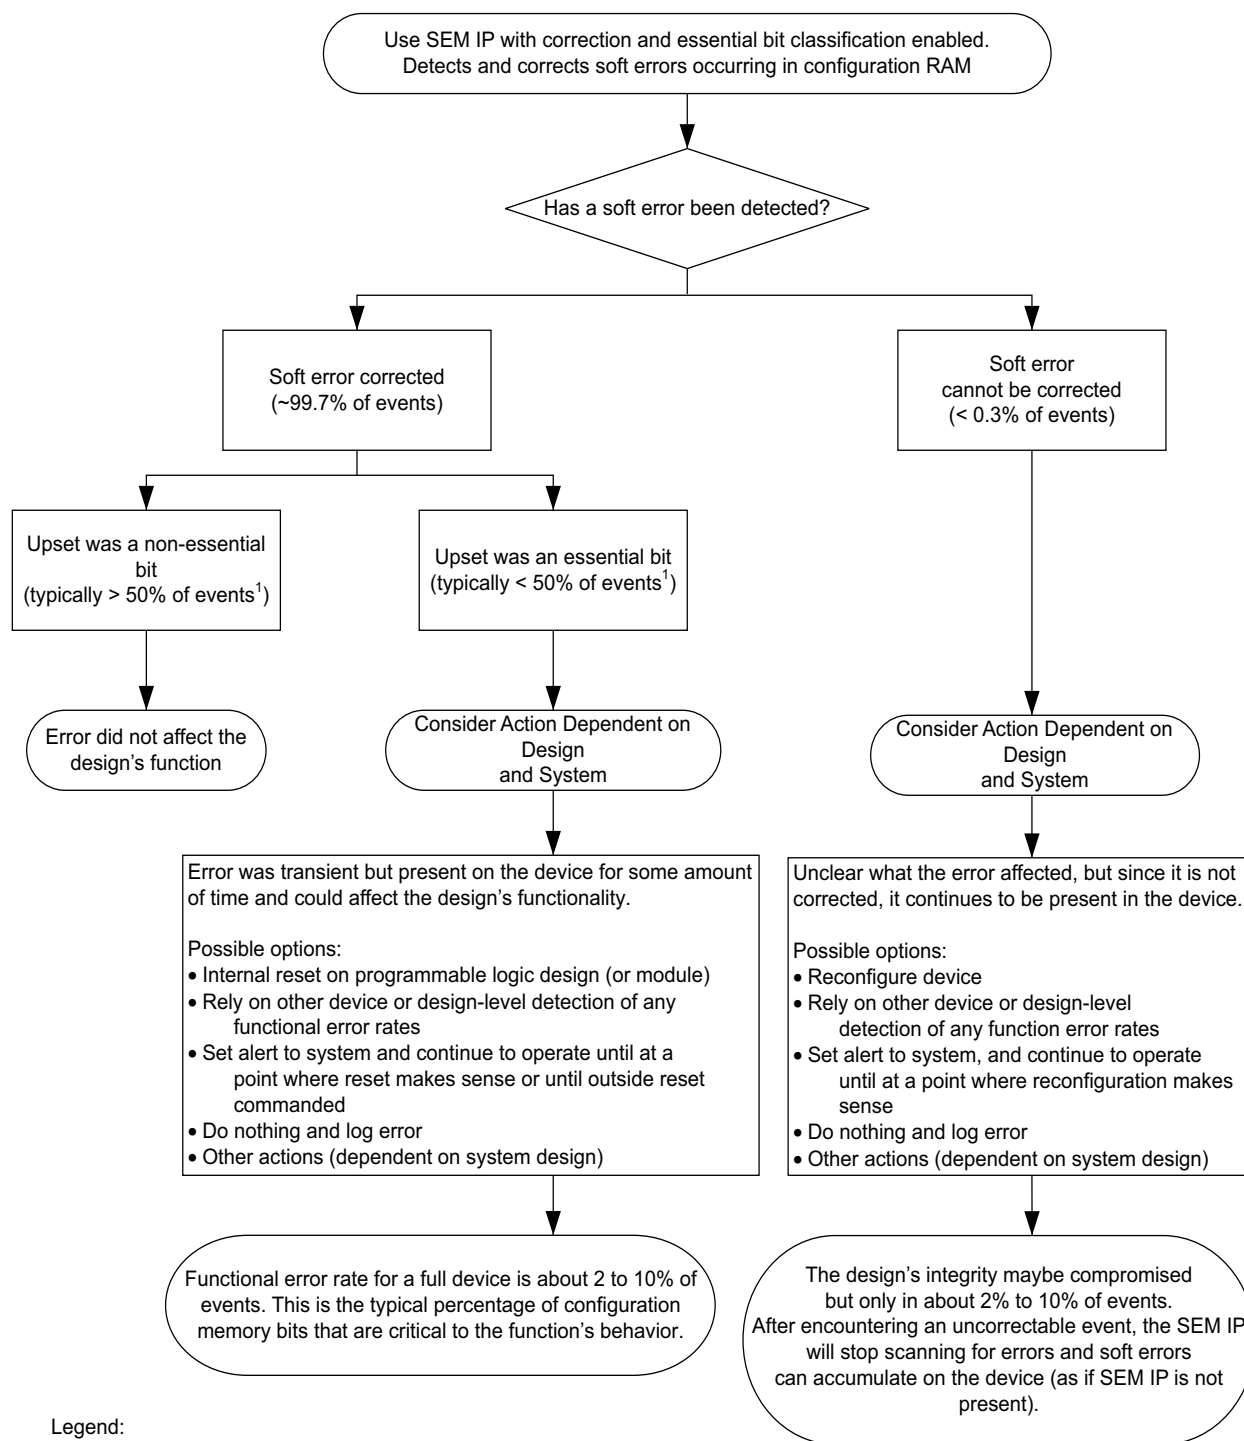 Use SEM IP with correction and essential bit classification enabled.
Detects and corrects soft errors occurring in configuration RAM
Has a soft error been detected?
Soft error corrected
(~99.7% of events)
Soft error
cannot be corrected
(< 0.3% of events)
Upset was a non-essential
bit
(typically > 50% of events¹)
Upset was an essential bit
(typically < 50% of events¹)
Error did not affect the
design’s function
Consider Action Dependent on
Design
and System
Consider Action Dependent on
Design
and System
Error was transient but present on the device for some amount
of time and could affect the design’s functionality.
Possible options:
• Internal reset on programmable logic design (or module)
• Rely on other device or design-level detection of any
functional error rates
• Set alert to system and continue to operate until at a
point where reset makes sense or until outside reset
commanded
• Do nothing and log error
• Other actions (dependent on system design)
Unclear what the error affected, but since it is not
corrected, it continues to be present in the device.
Possible options:
• Reconfigure device
• Rely on other device or design-level
detection of any function error rates
• Set alert to system, and continue to operate
until at a point where reconfiguration makes
sense
• Do nothing and log error
• Other actions (dependent on system design)
Functional error rate for a full device is about 2 to 10% of
events. This is the typical percentage of configuration
memory bits that are critical to the function’s behavior.
The design’s integrity maybe compromised
but only in about 2% to 10% of events.
After encountering an uncorrectable event, the SEM IP
will stop scanning for errors and soft errors
can accumulate on the device (as if SEM IP is not
present).
Legend: